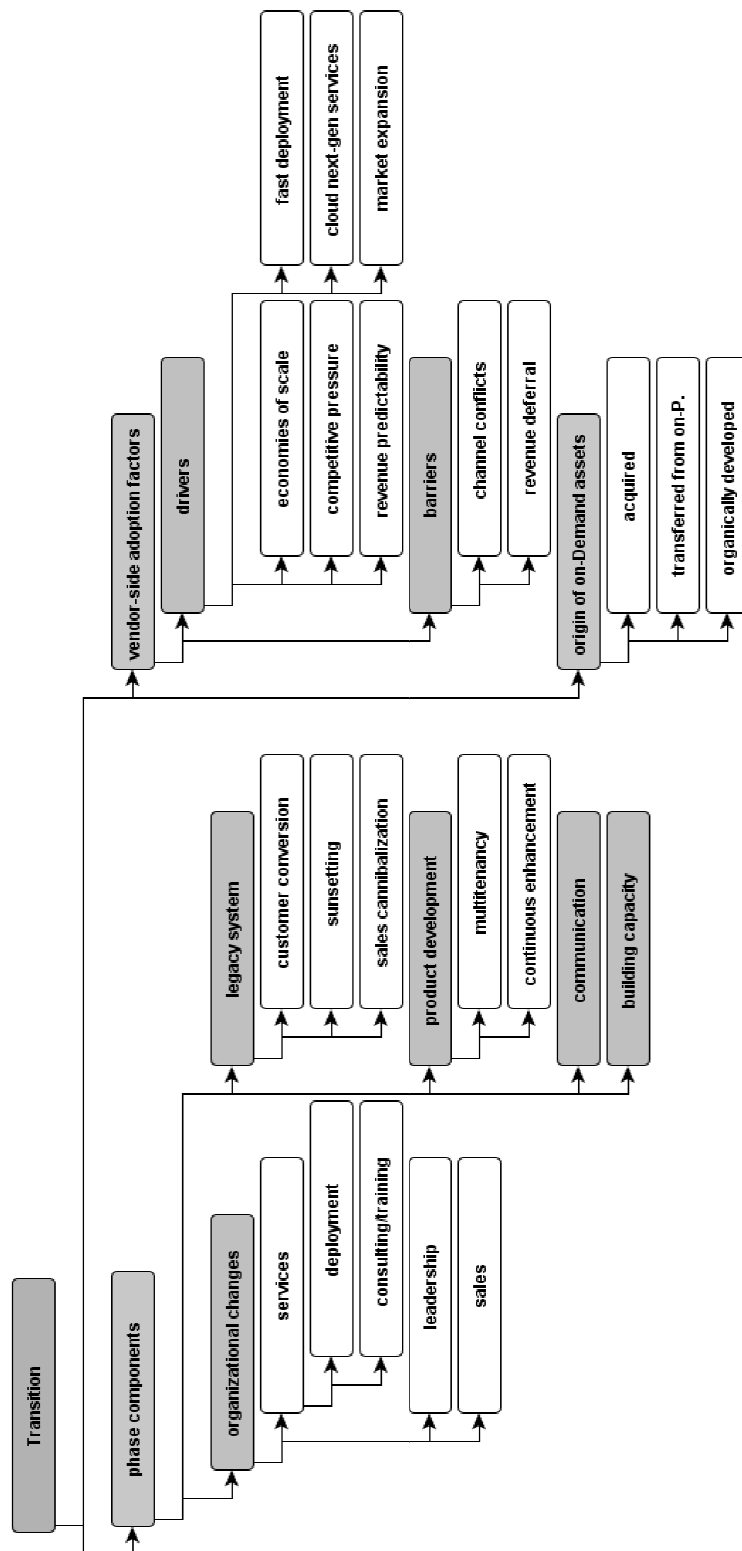 Transition
phase components
organizational changes
services
deployment
consulting/training
leadership
sales
legacy system
customer conversion
sunsetting
sales cannibalization
product development
multitenancy
continuous enhancement
communication
building capacity
vendor-side adoption factors
drivers
economies of scale
competitive pressure
revenue predictability
fast deployment
cloud next-gen services
market expansion
barriers
channel conflicts
revenue deferral
origin of on-Demand assets
acquired
transferred from on-P.
organically developed